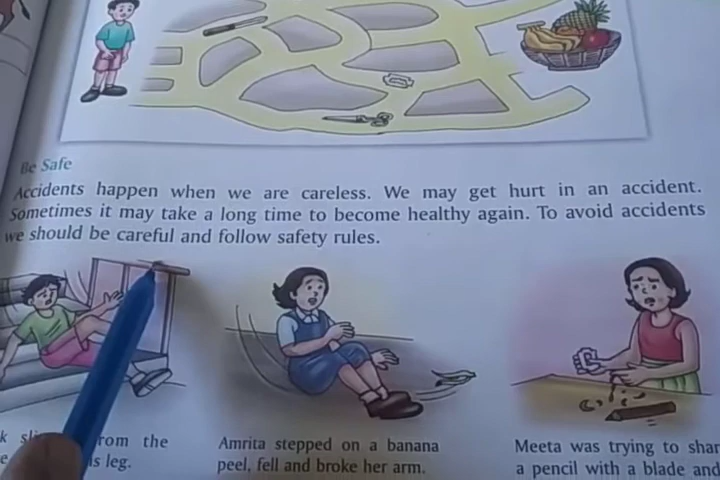 Be Safe
Accidents happen when we are careless. We may get hurt in an accident.
Sometimes it may take a long time to become healthy again. To avoid accidents
we should be careful and follow safety rules.
from the
leg.
Amrita stepped on a banana
peel, fell and broke her arm.
Meeta was trying to
a pencil with a blade and